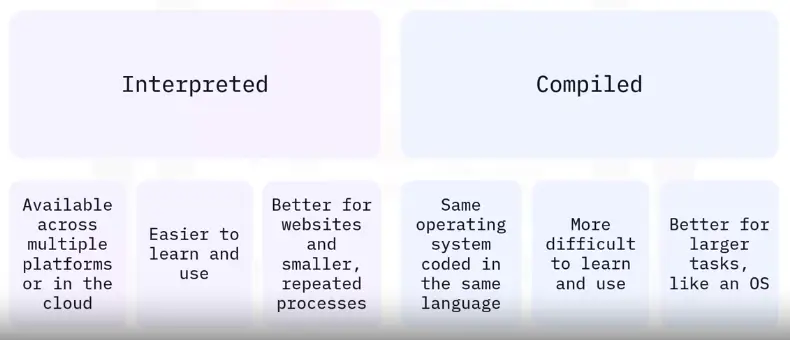 Interpreted
Compiled
Available
across
multiple
platforms
or in the
cloud
Easier to
learn and
use
Better for
websites
and
smaller,
repeated
processes
Same
operating
system
coded in
the same
language
More
difficult
to learn
and use
Better for
larger
tasks,
like an OS